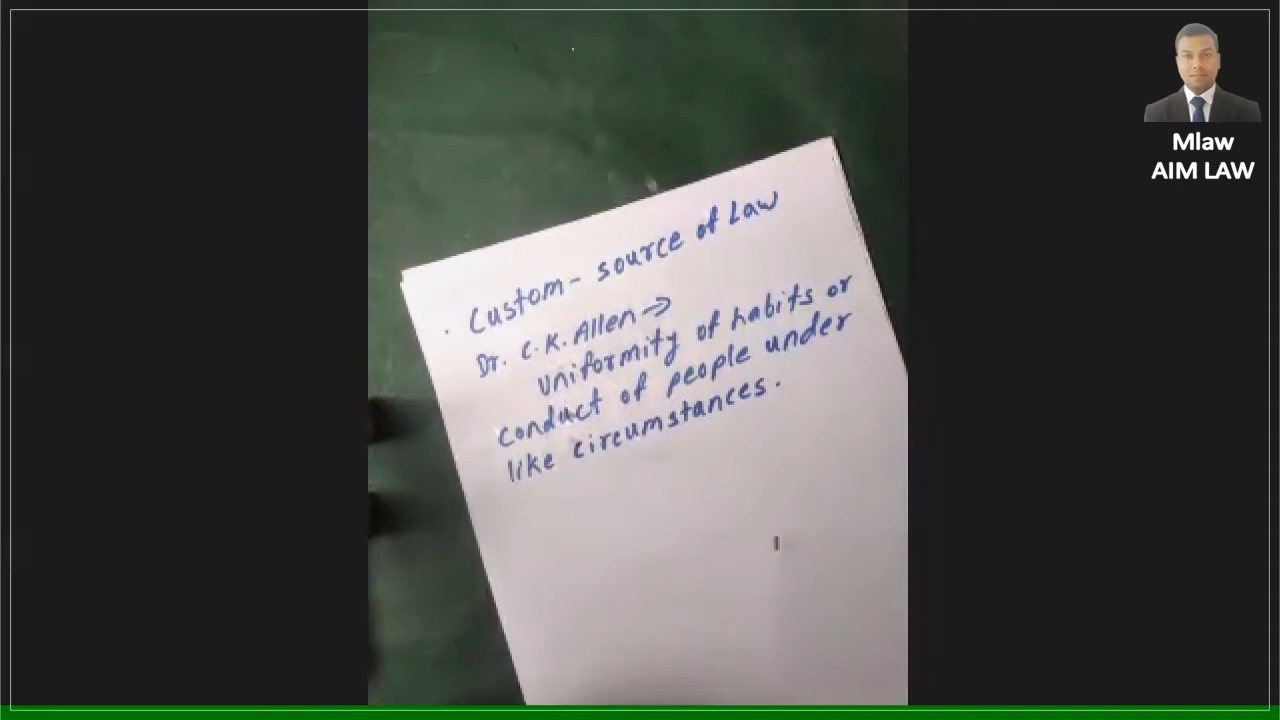 Custom - source of Law
Dr. C.K. Allen →
Uniformity of habits or
conduct of people under
like circumstances.
Mlaw
AIM LAW